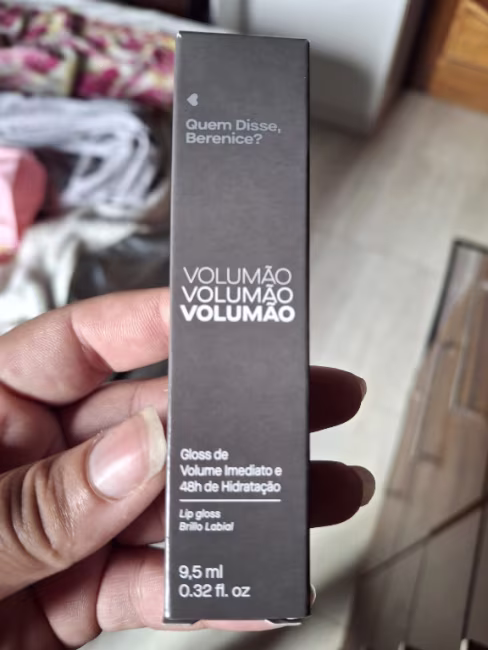 Quem Disse,
Berenice?
VOLUMÃO
VOLUMÃO
VOLUMÃO
Gloss de
Volume Imediato e
48h de Hidratação
Lip gloss
Brillo Labial
9,5 ml
0.32 fl. oz